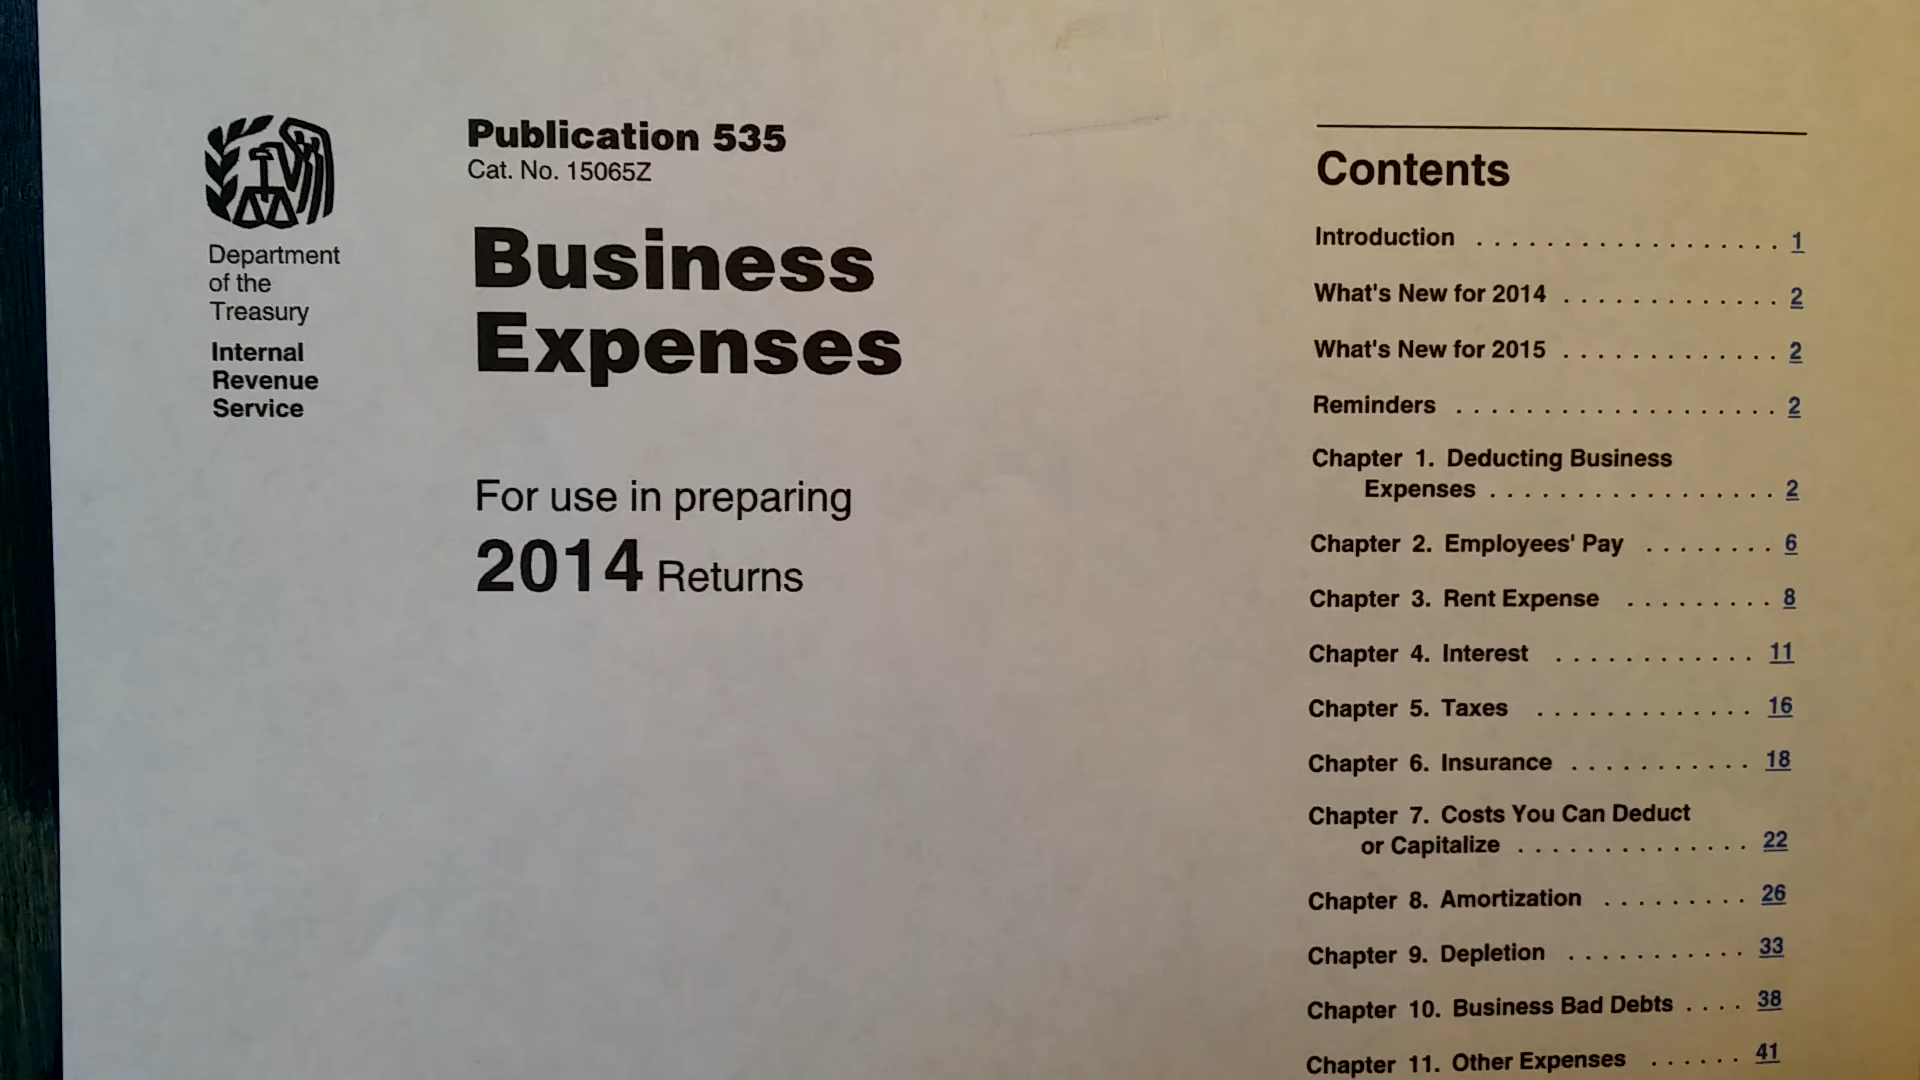 Department
of the
Treasury
Internal
Revenue
Service
Publication 535
Cat. No. 15065Z
Business
Expenses
For use in preparing
2014 Returns
Contents
Introduction . . . . . . . . . . . . . . . . . . 1
What's New for 2014 . . . . . . . . . . . . . 2
What's New for 2015 . . . . . . . . . . . . . 2
Reminders . . . . . . . . . . . . . . . . . . . 2
Chapter 1. Deducting Business
Expenses . . . . . . . . . . . . . . . . . 2
Chapter 2. Employees' Pay . . . . . . . . 6
Chapter 3. Rent Expense . . . . . . . . . 8
Chapter 4. Interest . . . . . . . . . . . . 11
Chapter 5. Taxes . . . . . . . . . . . . . 16
Chapter 6. Insurance . . . . . . . . . . . 18
Chapter 7. Costs You Can Deduct
or Capitalize . . . . . . . . . . . . . . 22
Chapter 8. Amortization . . . . . . . . . 26
Chapter 9. Depletion . . . . . . . . . . . 33
Chapter 10. Business Bad Debts . . . . 38
Chapter 11. Other Expenses . . . . . . 41